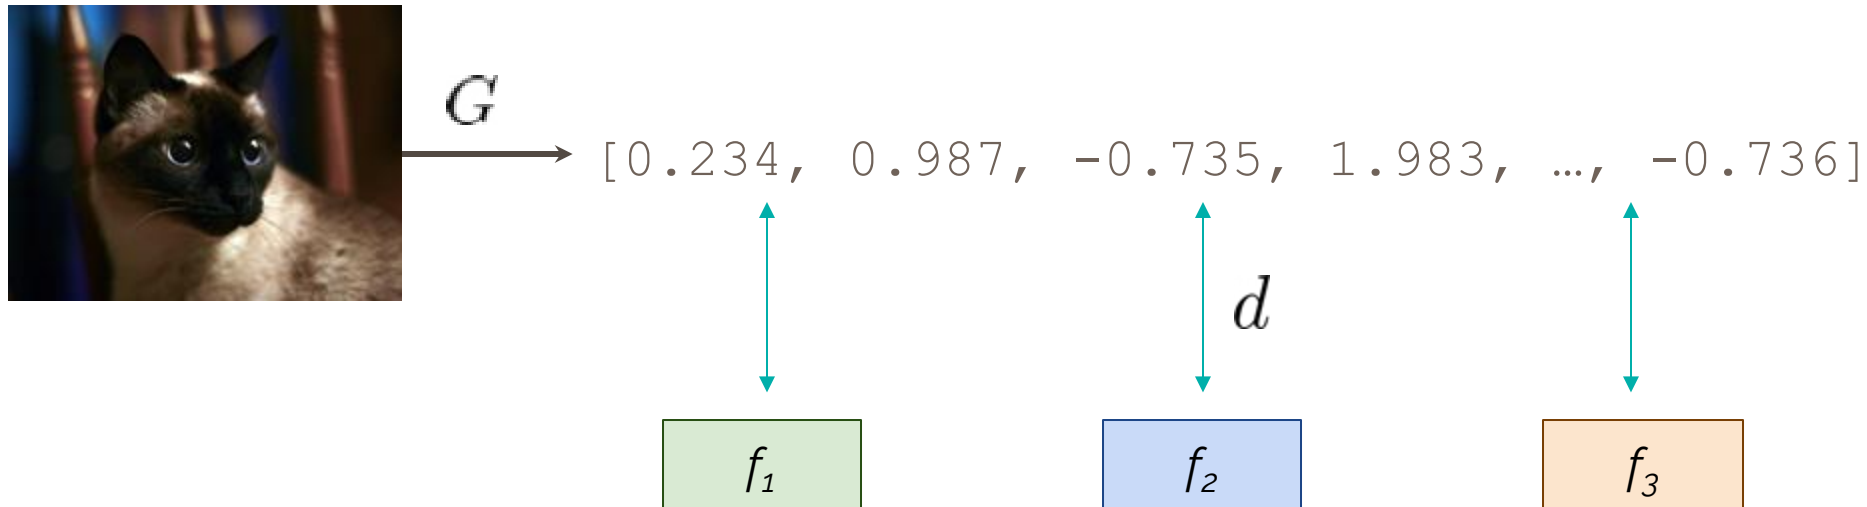 G
[0.234, 0.987, -0.735, 1.983, …, -0.736]
d
f₁ f₂ f₃